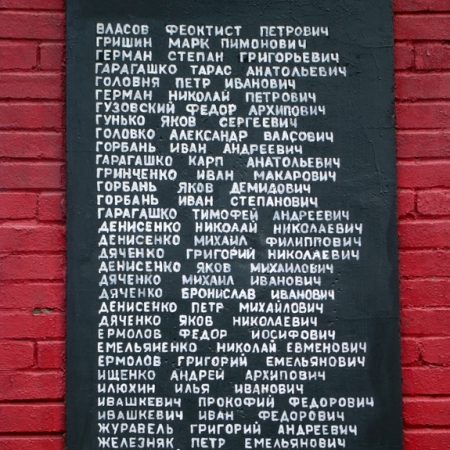 ВЛАСОВ ФЕОКТИСТ ПЕТРОВИЧ
ГРИШИН МАРК ПИМОНОВИЧ
ГЕРМАН СТЕПАН ГРИГОРЬЕВИЧ
ГАРАГАШКО ТАРАС АНАТОЛЬЕВИЧ
ГОЛОВНЯ ПЕТР ИВАНОВИЧ
ГЕРМАН НИКОЛАЙ ПЕТРОВИЧ
ГУЗОВСКИЙ ФЕДОР АРХИПОВИЧ
ГУНЬКО ЯКОВ СЕРГЕЕВИЧ
ГОЛОВКО АЛЕКСАНДР ВЛАСОВИЧ
ГОРБАНЬ ИВАН АНДРЕЕВИЧ
ГАРАГАШКО КАРП АНАТОЛЬЕВИЧ
ГРИНЧЕНКО ИВАН МАКАРОВИЧ
ГОРБАНЬ ЯКОВ ДЕМИДОВИЧ
ГОРБАНЬ ИВАН СТЕПАНОВИЧ
ГАРАГАШКО ТИМОФЕЙ АНДРЕЕВИЧ
ДЕНИСЕНКО НИКОЛАЙ НИКОЛАЕВИЧ
ДЕНИСЕНКО МИХАИЛ ФИЛИППОВИЧ
ДЯЧЕНКО ГРИГОРИЙ НИКОЛАЕВИЧ
ДЕНИСЕНКО ЯКОВ МИХАИЛОВИЧ
ДЯЧЕНКО МИХАИЛ ИВАНОВИЧ
ДЯЧЕНКО БРОНИСЛАВ ИВАНОВИЧ
ДЕНИСЕНКО ПЕТР МИХАЙЛОВИЧ
ДЯЧЕНКО ЯКОВ НИКОЛАЕВИЧ
ЕРМОЛОВ ФЕДОР ИОСИФОВИЧ
ЕМЕЛЬЯИЕНКО НИКОЛАЙ ЕВМЕНОВИЧ
ЕРМОЛОВ ГРИГОРИЙ ЕМЕЛЬЯНОВИЧ
ИЩЕНКО АНДРЕЙ АРХИПОВИЧ
ИЛЮХИН ИЛЬЯ ИВАНОВИЧ
ИВАШКЕВИЧ ПРОКОФИЙ ФЕДОРОВИЧ
ИВАШКЕВИЧ ИВАН ФЕДОРОВИЧ
ЖУРАВЕЛЬ ГРИГОРИЙ АНДРЕЕВИЧ
ЖЕЛЕЗНЯК ПЕТР ЕМЕЛЬЯНОВИЧ